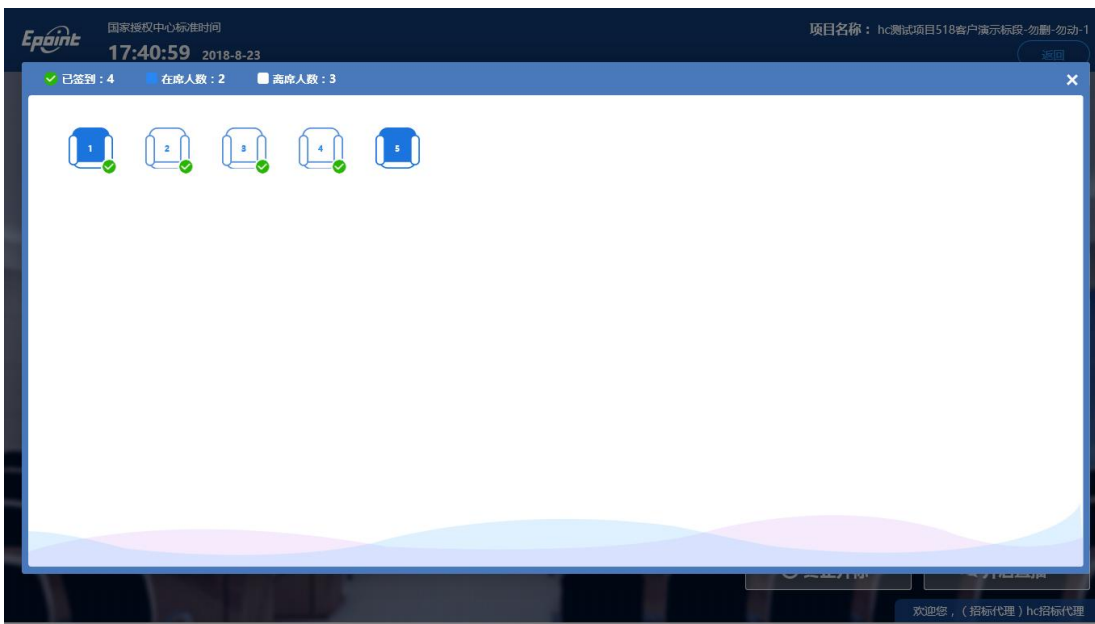 Epoint
国家授权中心标准时间
17:40:59 2018-8-23
项目名称：hc测试项目518客户演示标段-勿删-勿动-1
返回
已签到：4 在席人数：2 离席人数：3
1 2 3 4 5
欢迎您，（招标代理）hc招标代理